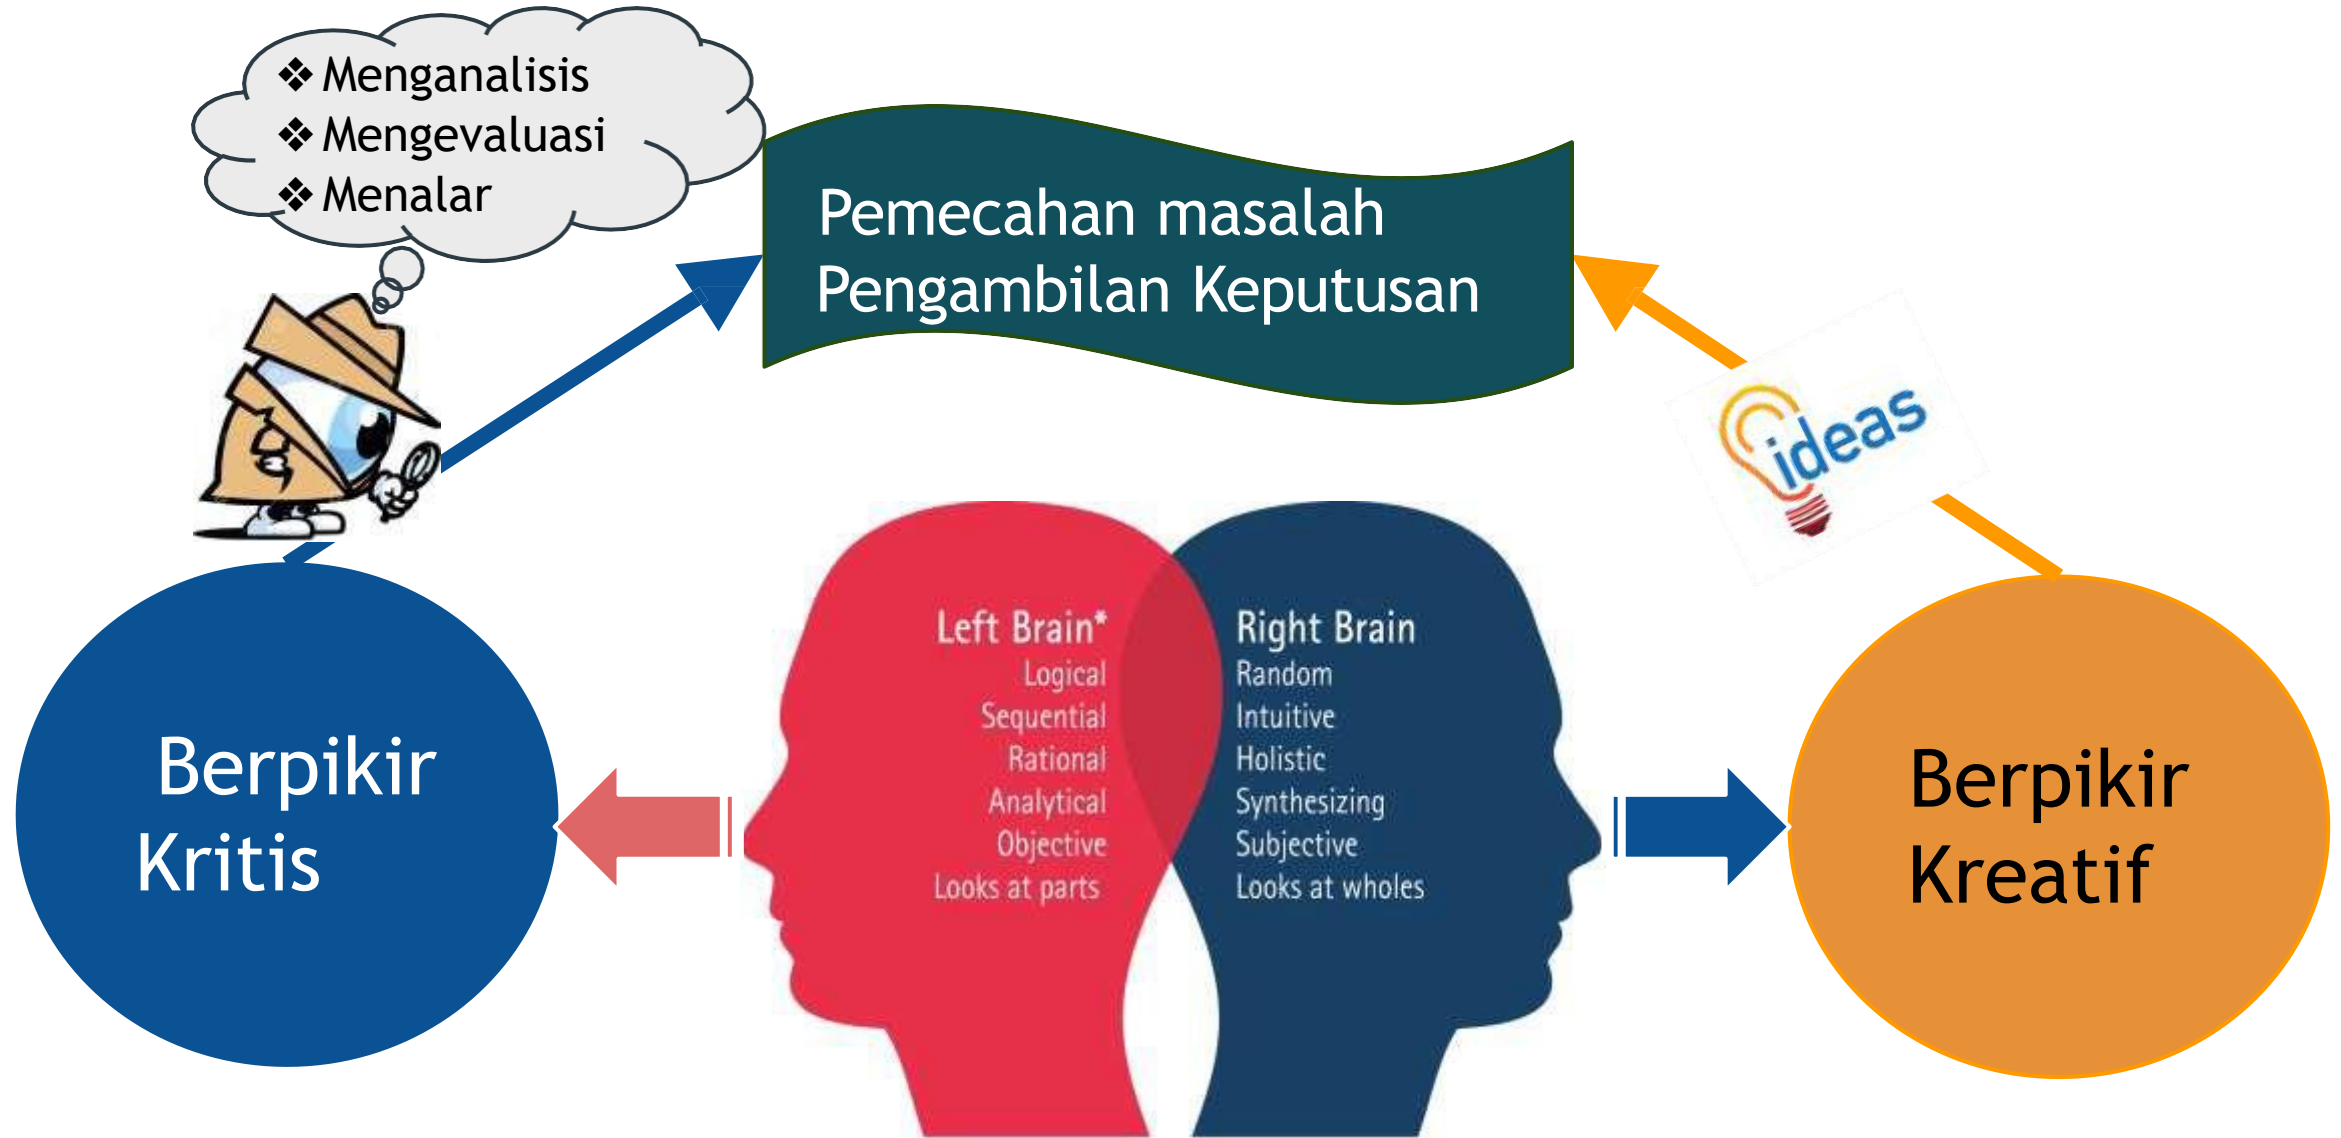 ❖ Menganalisis
❖ Mengevaluasi
❖ Menalar
Pemecahan masalah
Pengambilan Keputusan
ideas
Berpikir
Kritis
Left Brain*
Logical
Sequential
Rational
Analytical
Objective
Looks at parts
Right Brain
Random
Intuitive
Holistic
Synthesizing
Subjective
Looks at wholes
Berpikir
Kreatif